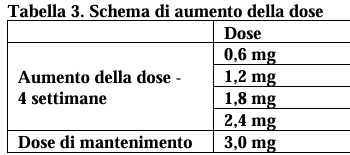 Tabella 3. Schema di aumento della dose
Dose
Aumento della dose -
4 settimane
0,6 mg
1,2 mg
1,8 mg
2,4 mg
Dose di mantenimento 3,0 mg